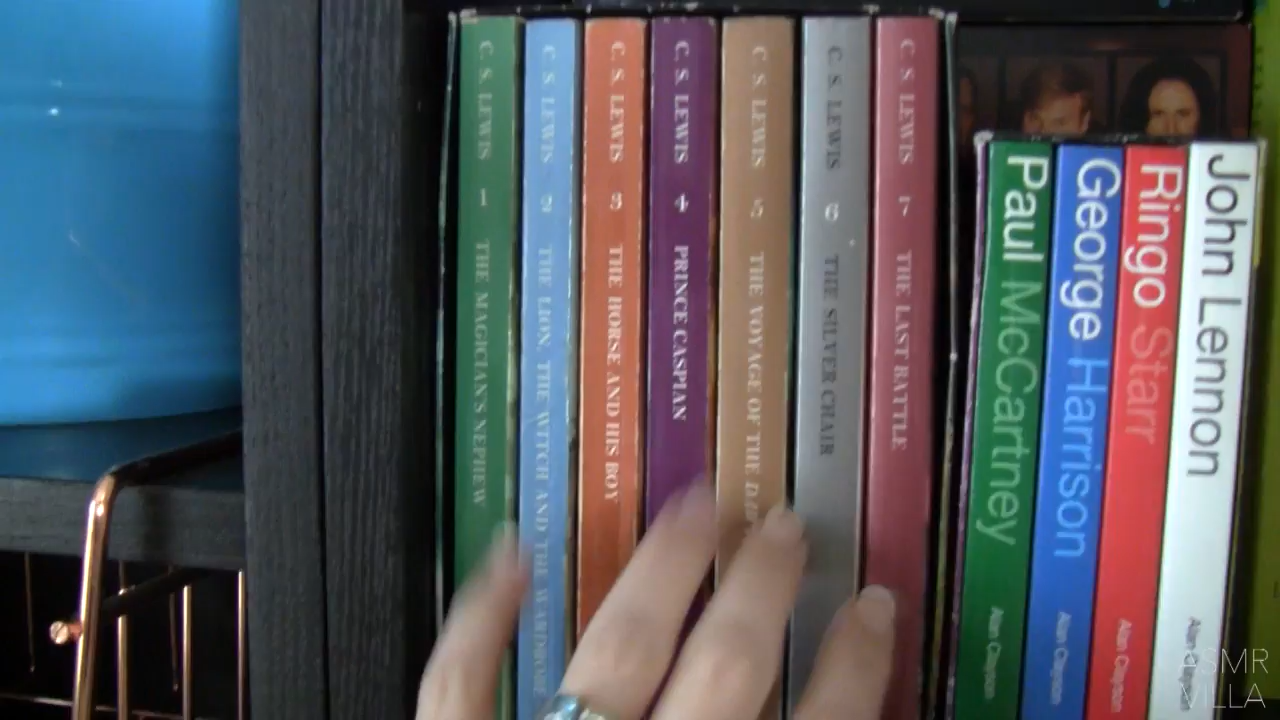 C. S. LEWIS 1 THE MAGICIAN'S NEPHEW
C. S. LEWIS 2 THE LION, THE WITCH AND THE WARDROBE
C. S. LEWIS 3 THE HORSE AND HIS BOY
C. S. LEWIS 4 PRINCE CASPIAN
C. S. LEWIS 5 THE VOYAGE OF THE
C. S. LEWIS 6 THE SILVER CHAIR
C. S. LEWIS 7 THE LAST BATTLE
Paul McCartney Alan Clayson
George Harrison Alan Clayson
Ringo Starr Alan Clayson
John Lennon Alan Clayson
ASMR
VILLA